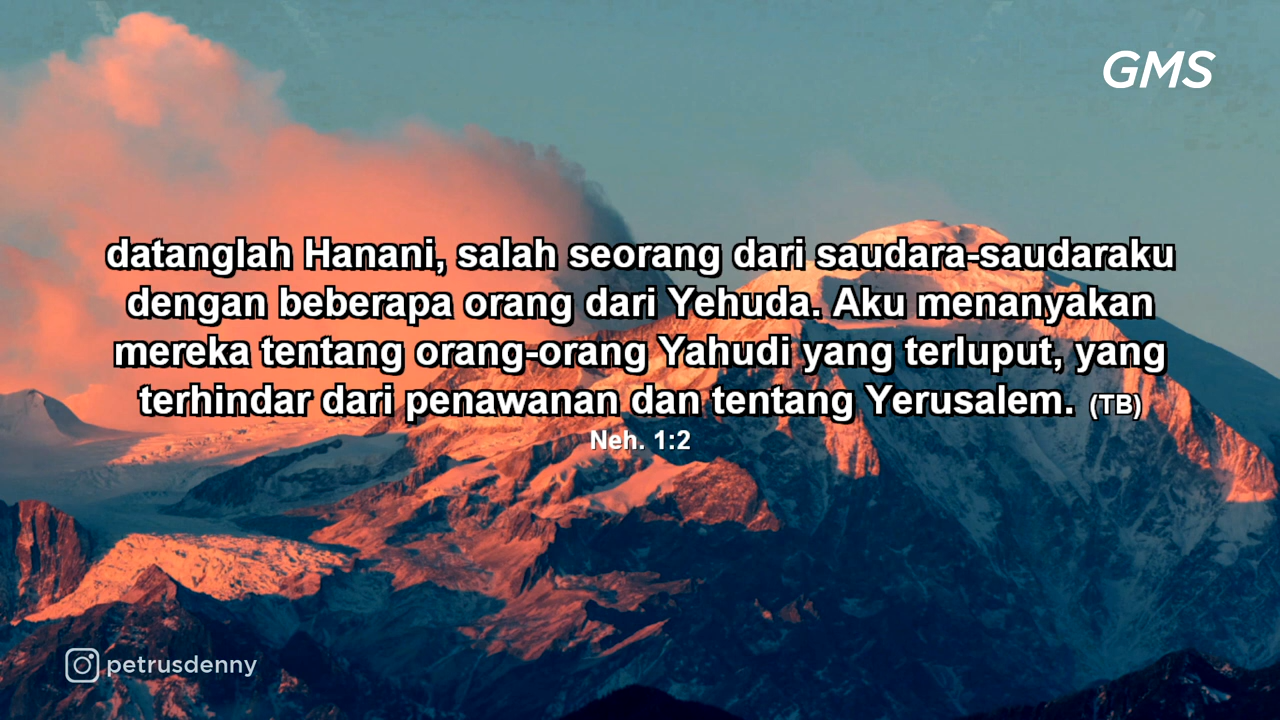 GMS
datanglah Hanani, salah seorang dari saudara-saudaraku
dengan beberapa orang dari Yehuda. Aku menanyakan
mereka tentang orang-orang Yahudi yang terluput, yang
terhindar dari penawanan dan tentang Yerusalem. (TB)
Neh. 1:2
petrusdenny